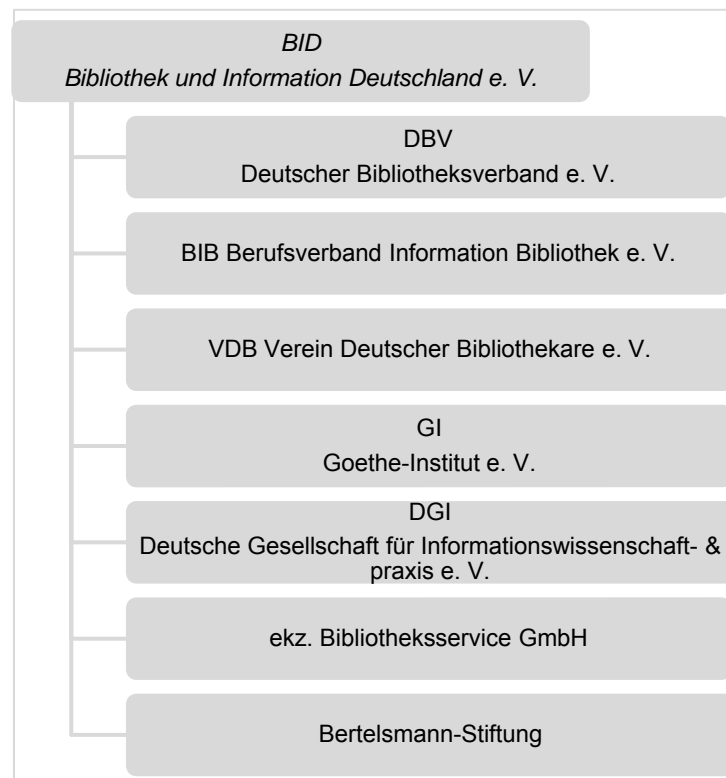 BID
Bibliothek und Information Deutschland e. V.
DBV
Deutscher Bibliotheksverband e. V.
BIB Berufsverband Information Bibliothek e. V.
VDB Verein Deutscher Bibliothekare e. V.
GI
Goethe-Institut e. V.
DGI
Deutsche Gesellschaft für Informationswissenschaft- &
praxis e. V.
ekz. Bibliotheksservice GmbH
Bertelsmann-Stiftung